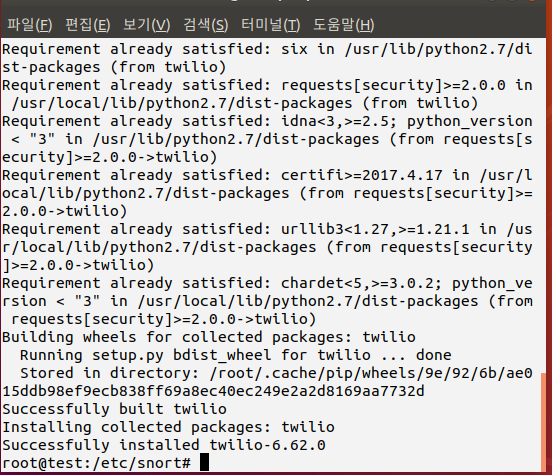 파일(F) 편집(E) 보기(V) 검색(S) 터미널(T) 도움말(H)
Requirement already satisfied: six in /usr/lib/python2.7/di
st-packages (from twilio)
Requirement already satisfied: requests[security]>=2.0.0 in
 /usr/local/lib/python2.7/dist-packages (from twilio)
Requirement already satisfied: idna<3,>=2.5; python_version
 < "3" in /usr/lib/python2.7/dist-packages (from requests[s
ecurity]>=2.0.0->twilio)
Requirement already satisfied: certifi>=2017.4.17 in /usr/l
ocal/lib/python2.7/dist-packages (from requests[security]>=
2.0.0->twilio)
Requirement already satisfied: urllib3<1.27,>=1.21.1 in /us
r/local/lib/python2.7/dist-packages (from requests[security
]>=2.0.0->twilio)
Requirement already satisfied: chardet<5,>=3.0.2; python_ve
rsion < "3" in /usr/local/lib/python2.7/dist-packages (from
 requests[security]>=2.0.0->twilio)
Building wheels for collected packages: twilio
  Running setup.py bdist_wheel for twilio ... done
  Stored in directory: /root/.cache/pip/wheels/9e/92/6b/ae0
015ddb98ef9ecb838ff69a8ec40ec249e2a2d8169aa7732d
Successfully built twilio
Installing collected packages: twilio
Successfully installed twilio-6.62.0
root@test:/etc/snort#